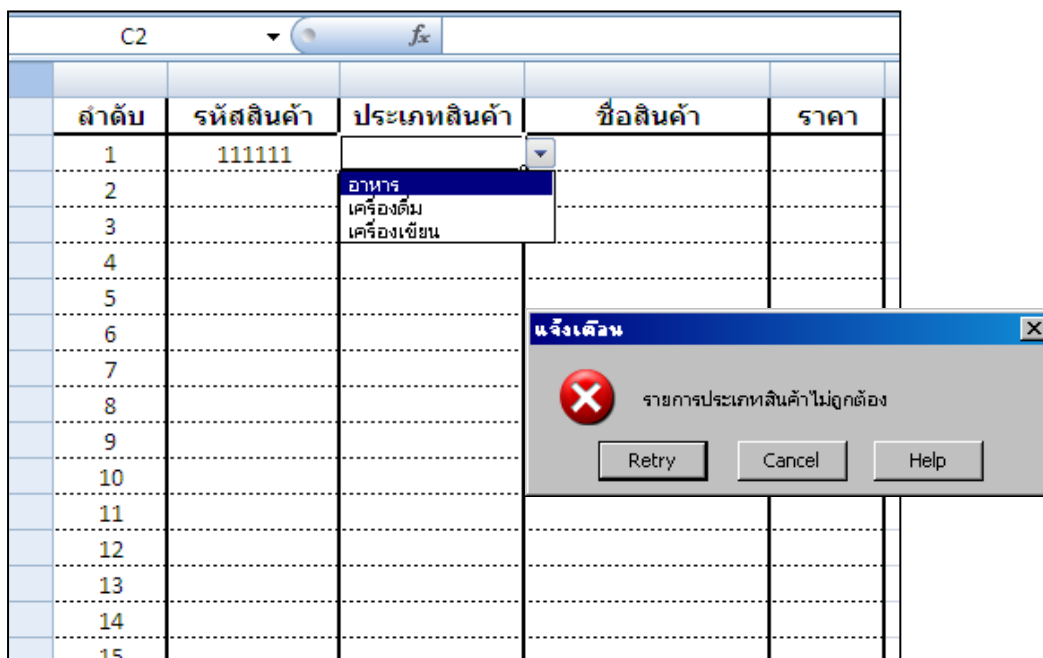 C2 fx
ลำดับ รหัสสินค้า ประเภทสินค้า ชื่อสินค้า ราคา
1 111111
อาหาร
2
เครื่องดื่ม
3
เครื่องเขียน
4
5
6
7
8
9
10
11
12
13
14
15
แจ้งเตือน
รายการประเภทสินค้าไม่ถูกต้อง
Retry Cancel Help